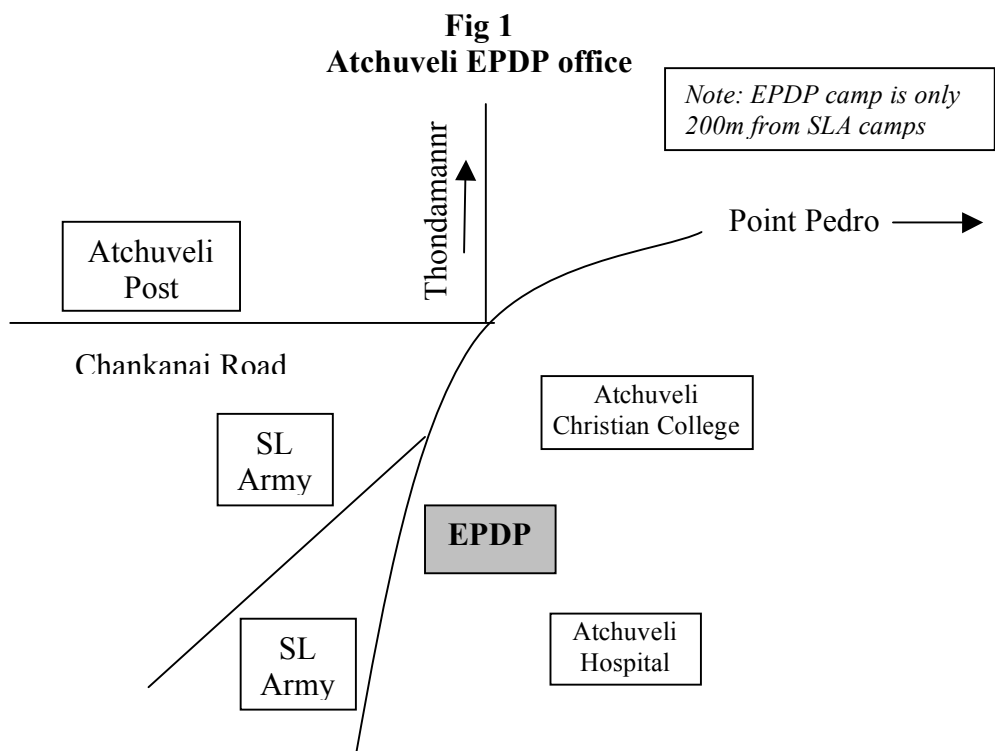 Fig 1
Atchuveli EPDP office
Note: EPDP camp is only
200m from SLA camps
Thondamannr
Point Pedro
Atchuveli
Post
Chankanai Road
Atchuveli
Christian College
SL
Army
EPDP
SL
Army
Atchuveli
Hospital